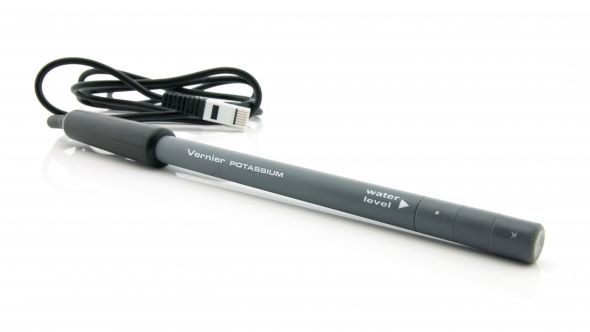 Vernier POTASSIUM
water
level
K